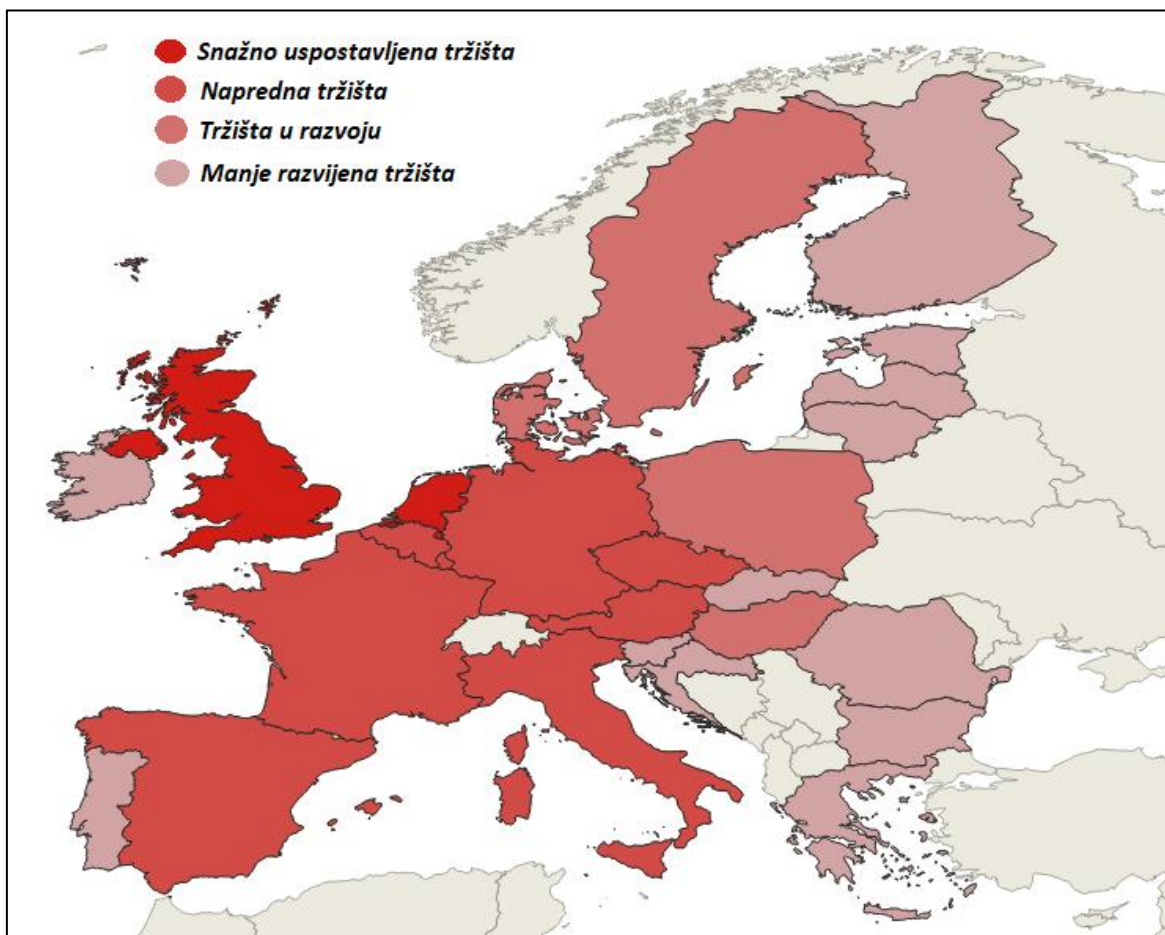 Snažno uspostavljena tržišta
Napredna tržišta
Tržišta u razvoju
Manje razvijena tržišta